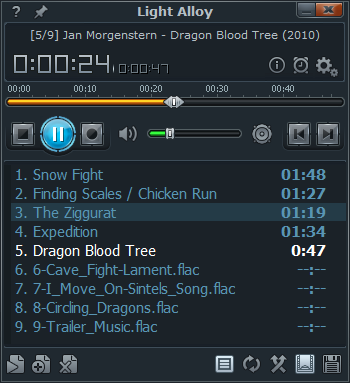 ? Light Alloy
[5/9] Jan Morgenstern - Dragon Blood Tree (2010)
0:00:24 0:00:47
00:00 00:10 00:20 00:30 00:40
1. Snow Fight 01:48
2. Finding Scales / Chicken Run 01:27
3. The Ziggurat 01:19
4. Expedition 01:34
5. Dragon Blood Tree 0:47
6. 6-Cave_Fight-Lament.flac --:--
7. 7-I_Move_On-Sintels_Song.flac --:--
8. 8-Circling_Dragons.flac --:--
9. 9-Trailer_Music.flac --:--